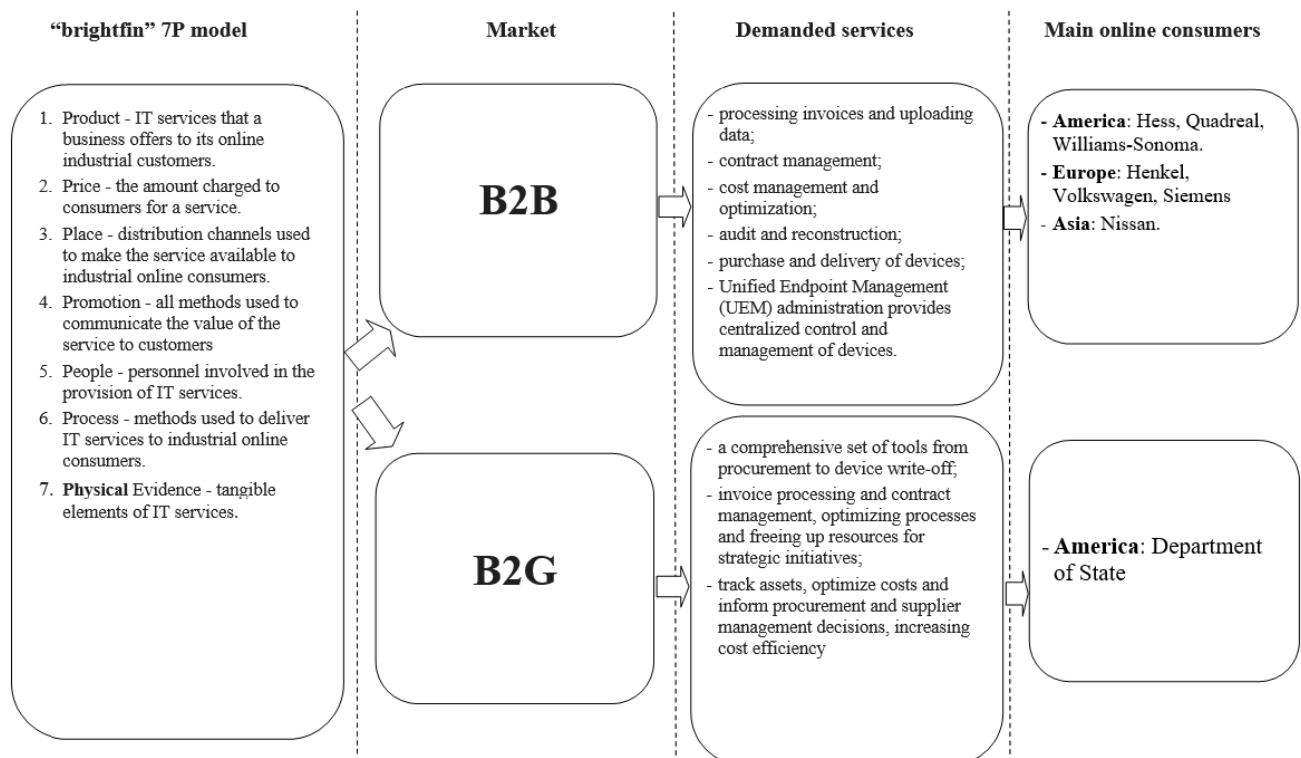 “brightfin” 7P model
Market
Demanded services
Main online consumers
1. Product - IT services that a
business offers to its online
industrial customers.
2. Price - the amount charged to
consumers for a service.
3. Place - distribution channels used
to make the service available to
industrial online consumers.
4. Promotion - all methods used to
communicate the value of the
service to customers
5. People - personnel involved in the
provision of IT services.
6. Process - methods used to deliver
IT services to industrial online
consumers.
7. Physical Evidence - tangible
elements of IT services.
B2B
- processing invoices and uploading
data;
- contract management;
- cost management and
optimization;
- audit and reconstruction;
- purchase and delivery of devices;
- Unified Endpoint Management
(UEM) administration provides
centralized control and
management of devices.
- America: Hess, Quadreal,
Williams-Sonoma.
- Europe: Henkel,
Volkswagen, Siemens
- Asia: Nissan.
B2G
- a comprehensive set of tools from
procurement to device write-off;
- invoice processing and contract
management, optimizing processes
and freeing up resources for
strategic initiatives;
- track assets, optimize costs and
inform procurement and supplier
management decisions, increasing
cost efficiency
- America: Department
of State